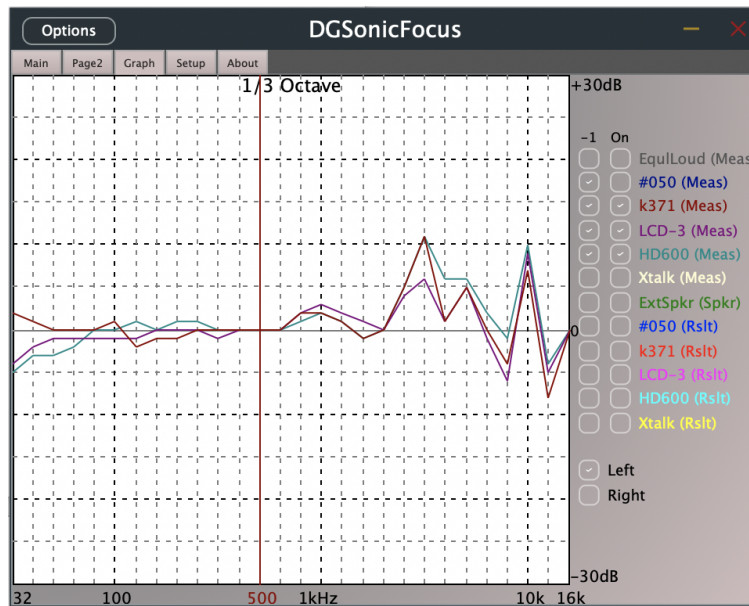 Options
DGSonicFocus
Main Page2 Graph Setup About
1/3 Octave
+30dB
-1 On
EqulLoud (Meas
#050 (Meas)
k371 (Meas)
LCD-3 (Meas)
HD600 (Meas)
Xtalk (Meas)
ExtSpkr (Spkr)
0
#050 (Rslt)
k371 (Rslt)
LCD-3 (Rslt)
HD600 (Rslt)
Xtalk (Rslt)
Left
Right
-30dB
32 100 500 1kHz 10k 16k